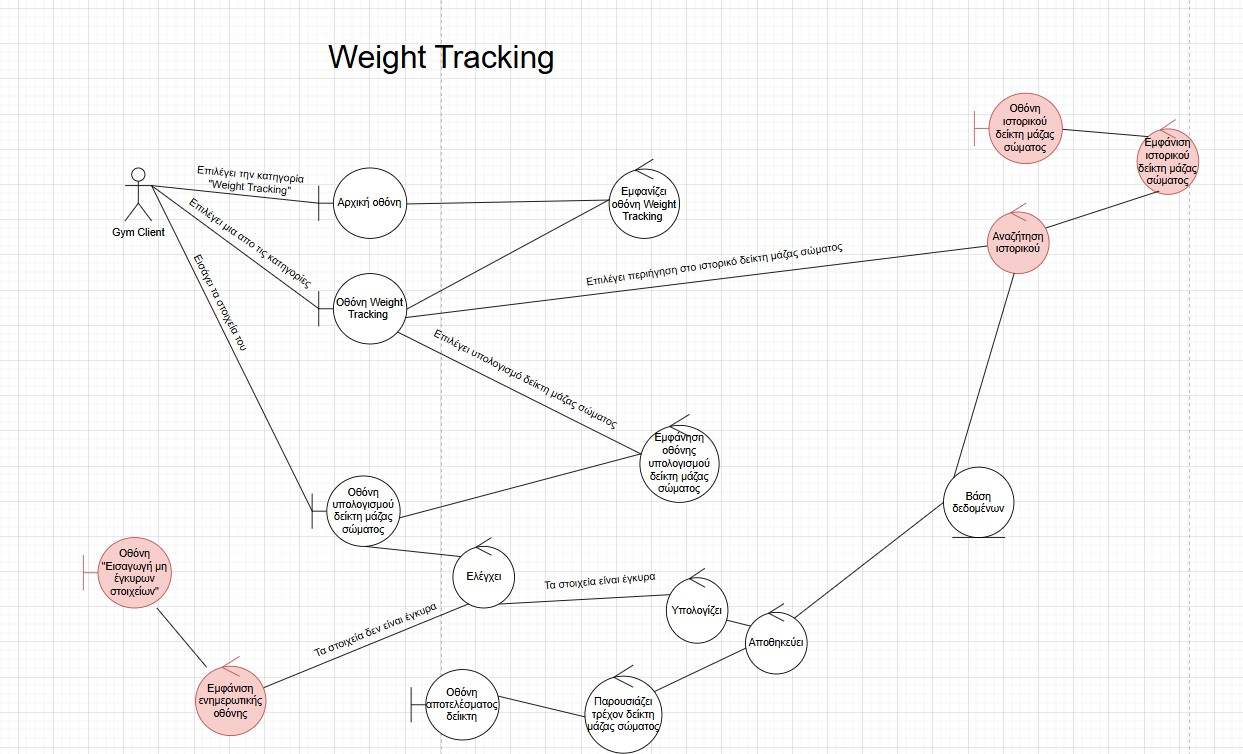 Weight Tracking
Οθόνη
ιστορικού
δείκτη μάζας
σώματος
Εμφάνιση
ιστορικού
δείκτη μάζας
σώματος
Επιλέγει την κατηγορία
"Weight Tracking"
Αρχική οθόνη
Εμφανίζει
οθόνη Weight
Tracking
Gym Client
Επιλέγει μια απο τις κατηγορίες
Αναζήτηση
ιστορικού
Επιλέγει περιήγηση στο ιστορικό δείκτη μάζας σώματος
Εισάγει τα στοιχεία του
Οθόνη Weight
Tracking
Επιλέγει υπολογισμό δείκτη μάζας σώματος
Εμφάνηση
οθόνης
υπολογισμού
δείκτη μάζας
σώματος
Οθόνη
υπολογισμού
δείκτη μάζας
σώματος
Βάση
δεδομένων
Οθόνη
"Εισαγωγή μη
έγκυρων
στοιχείων"
Ελέγχει
Τα στοιχεία είναι έγκυρα
Υπολογίζει
Τα στοιχεία δεν είναι έγκυρα
Αποθηκεύει
Εμφάνιση
ενημερωτικής
οθόνης
Οθόνη
αποτελέσματος
δείικτη
Παρουσιάζει
τρέχον δείκτη
μάζας σώματος